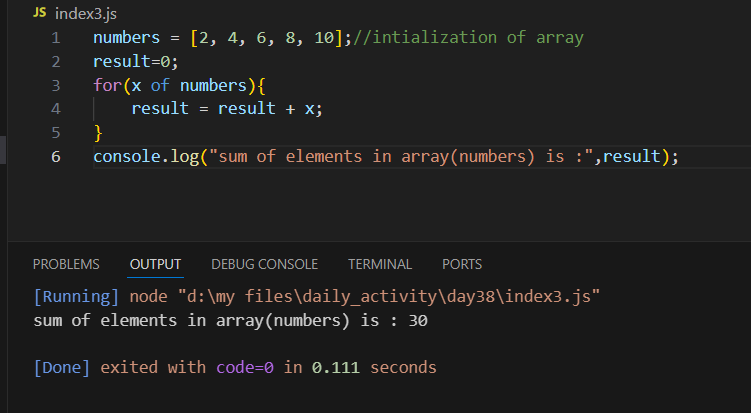 JS index3.js
1 numbers = [2, 4, 6, 8, 10];//intialization of array
2 result=0;
3 for(x of numbers){
4     result = result + x;
5 }
6 console.log("sum of elements in array(numbers) is :",result);
PROBLEMS OUTPUT DEBUG CONSOLE TERMINAL PORTS
[Running] node "d:\my files\daily_activity\day38\index3.js"
sum of elements in array(numbers) is : 30
[Done] exited with code=0 in 0.111 seconds